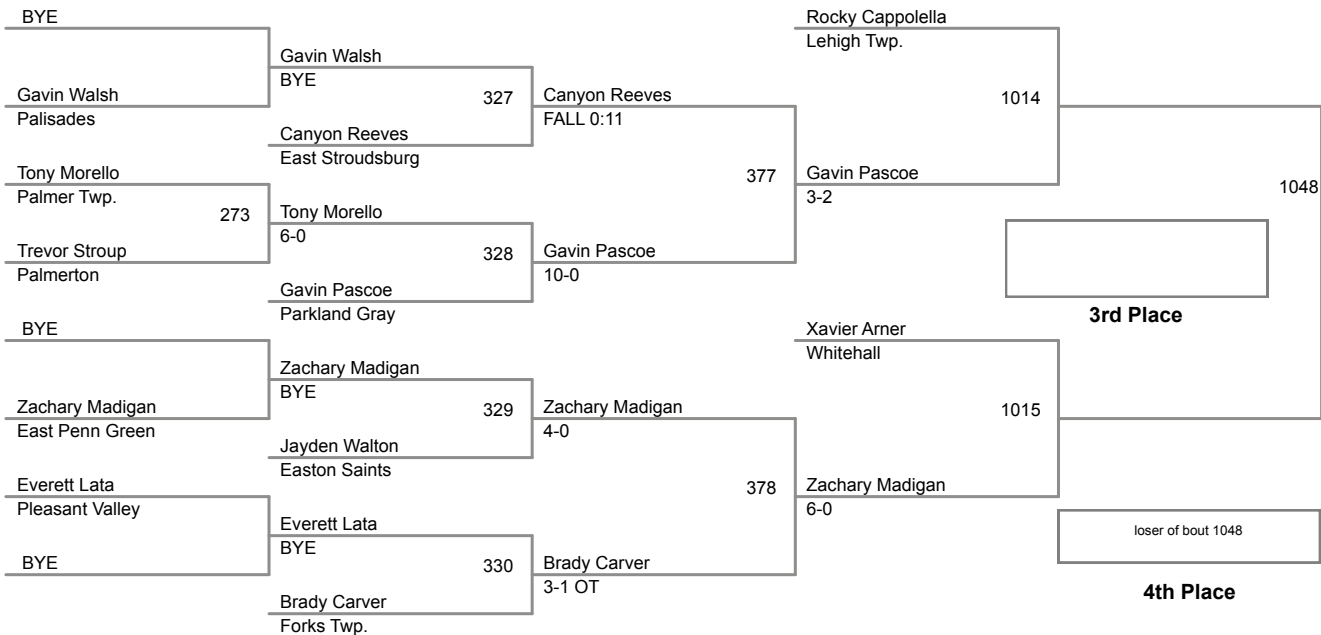 BYE
Gavin Walsh
Palisades
Tony Morello
Palmer Twp.
273
Trevor Stroup
Palmerton
BYE
Zachary Madigan
East Penn Green
Everett Lata
Pleasant Valley
BYE
Gavin Walsh
BYE
327
Canyon Reeves
East Stroudsburg
Tony Morello
6-0
328
Gavin Pascoe
Parkland Gray
Zachary Madigan
BYE
329
Jayden Walton
Easton Saints
Everett Lata
BYE
330
Brady Carver
Forks Twp.
Canyon Reeves
FALL 0:11
377
Gavin Pascoe
10-0
Zachary Madigan
4-0
378
Brady Carver
3-1 OT
Rocky Cappolella
Lehigh Twp.
1014
Gavin Pascoe
3-2
Xavier Arner
Whitehall
1015
Zachary Madigan
6-0
1048
3rd Place
loser of bout 1048
4th Place